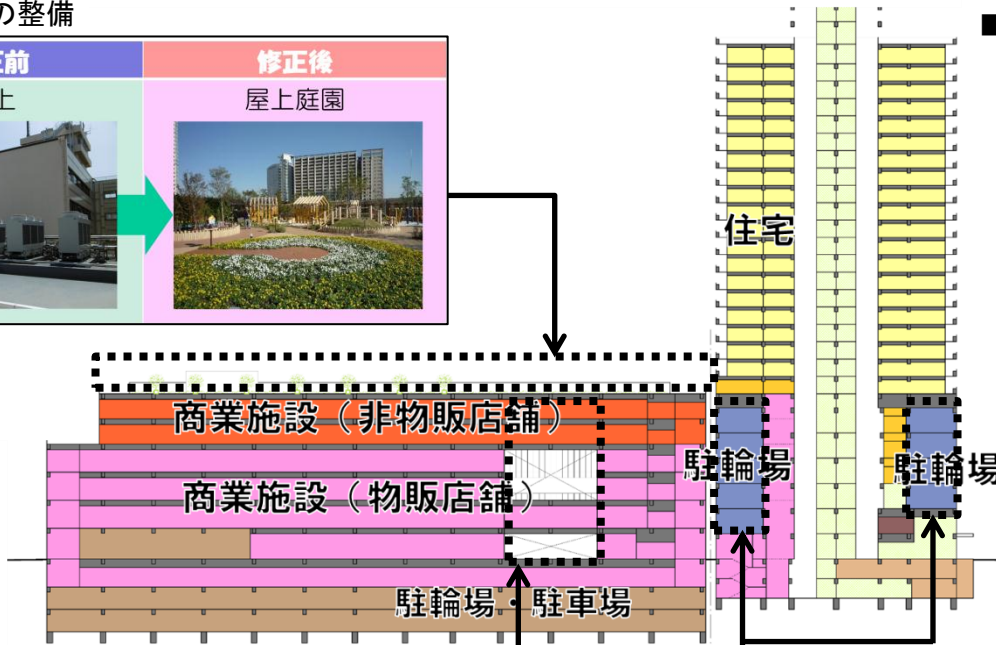 の整備
前
修正後
上
屋上庭園
住宅
商業施設（非物販店舗）
駐輪場
駐輪場
商業施設（物販店舗）
駐輪場・駐車場